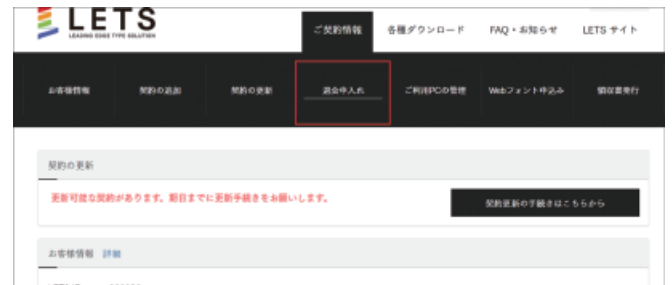 LETS
LEADING EDGE TYPE SOLUTION
ご契約情報 各種ダウンロード FAQ・お知らせ LETS サイト
お客様情報 契約の追加 契約の更新 退会申入れ ご利用PCの管理 Webフォント申込み 領収書発行
契約の更新
更新可能な契約があります。期日までに更新手続きをお願いします。
契約更新の手続きはこちらから
お客様情報 詳細